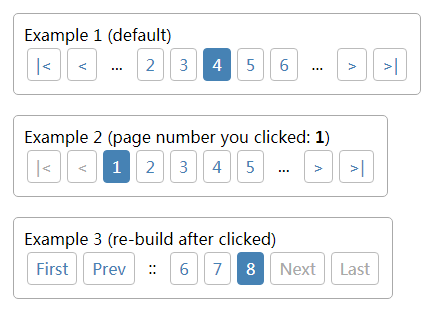 Example 1 (default)
|< < ... 2 3 4 5 6 ... > >|
Example 2 (page number you clicked: 1)
|< < 1 2 3 4 5 ... > >|
Example 3 (re-build after clicked)
First Prev :: 6 7 8 Next Last